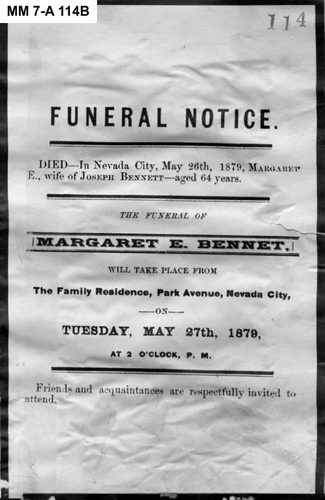 MM 7-A 114B
114
FUNERAL NOTICE.
DIED—In Nevada City, May 26th, 1879, MARGARET
E., wife of JOSEPH BENNETT—aged 64 years.
THE FUNERAL OF
MARGARET E. BENNET,
WILL TAKE PLACE FROM
The Family Residence, Park Avenue, Nevada City,
—ON—
TUESDAY, MAY 27th, 1879,
AT 2 O'CLOCK, P. M.
Friends and acquaintances are respectfully invited to
attend.